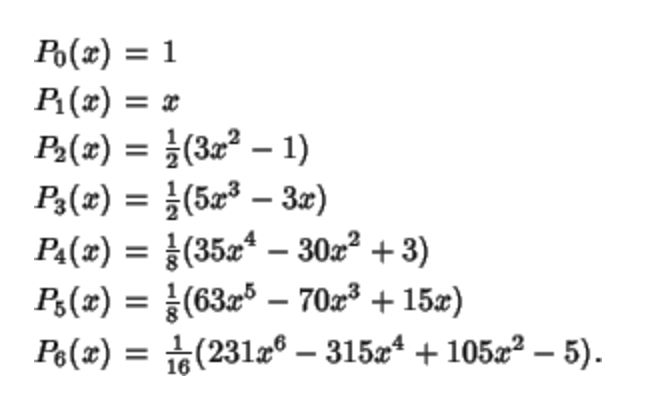 P₀(x) = 1
P₁(x) = x
P₂(x) = ½(3x² − 1)
P₃(x) = ½(5x³ − 3x)
P₄(x) = ⅛(35x⁴ − 30x² + 3)
P₅(x) = ⅛(63x⁵ − 70x³ + 15x)
P₆(x) = 1/16(231x⁶ − 315x⁴ + 105x² − 5).